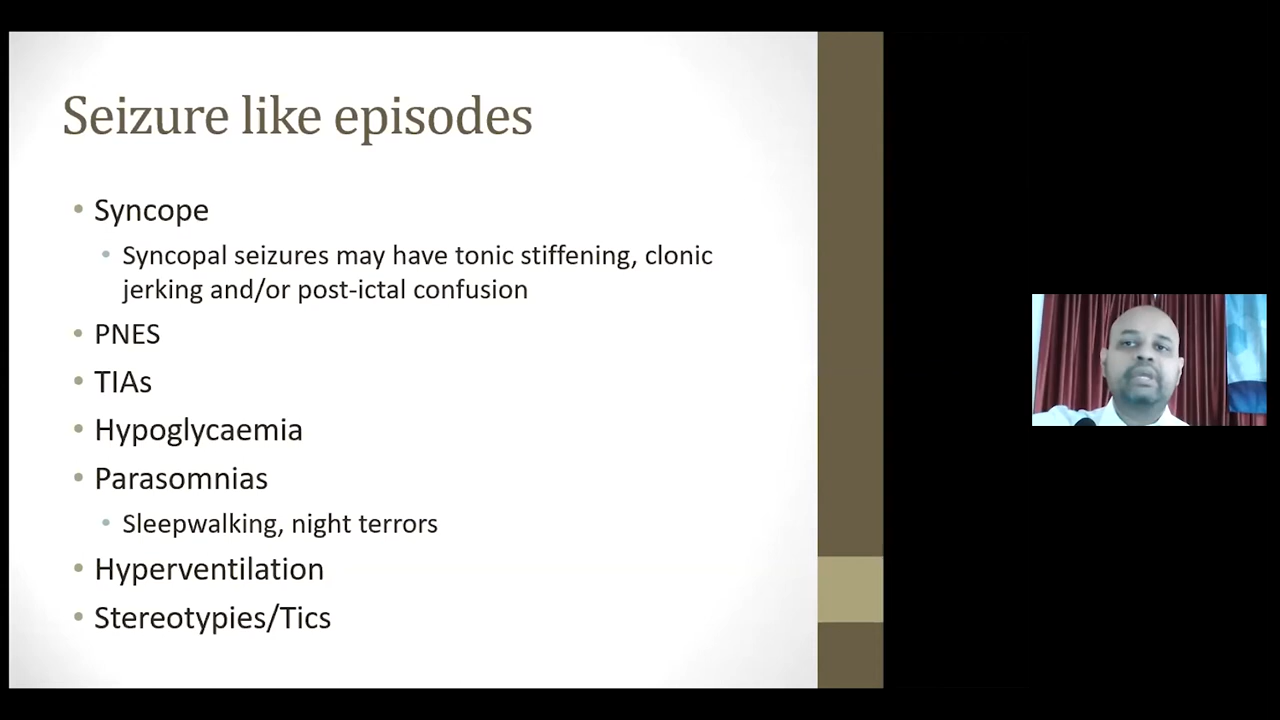 Seizure like episodes
• Syncope
• Syncopal seizures may have tonic stiffening, clonic
jerking and/or post-ictal confusion
• PNES
• TIAs
• Hypoglycaemia
• Parasomnias
• Sleepwalking, night terrors
• Hyperventilation
• Stereotypies/Tics